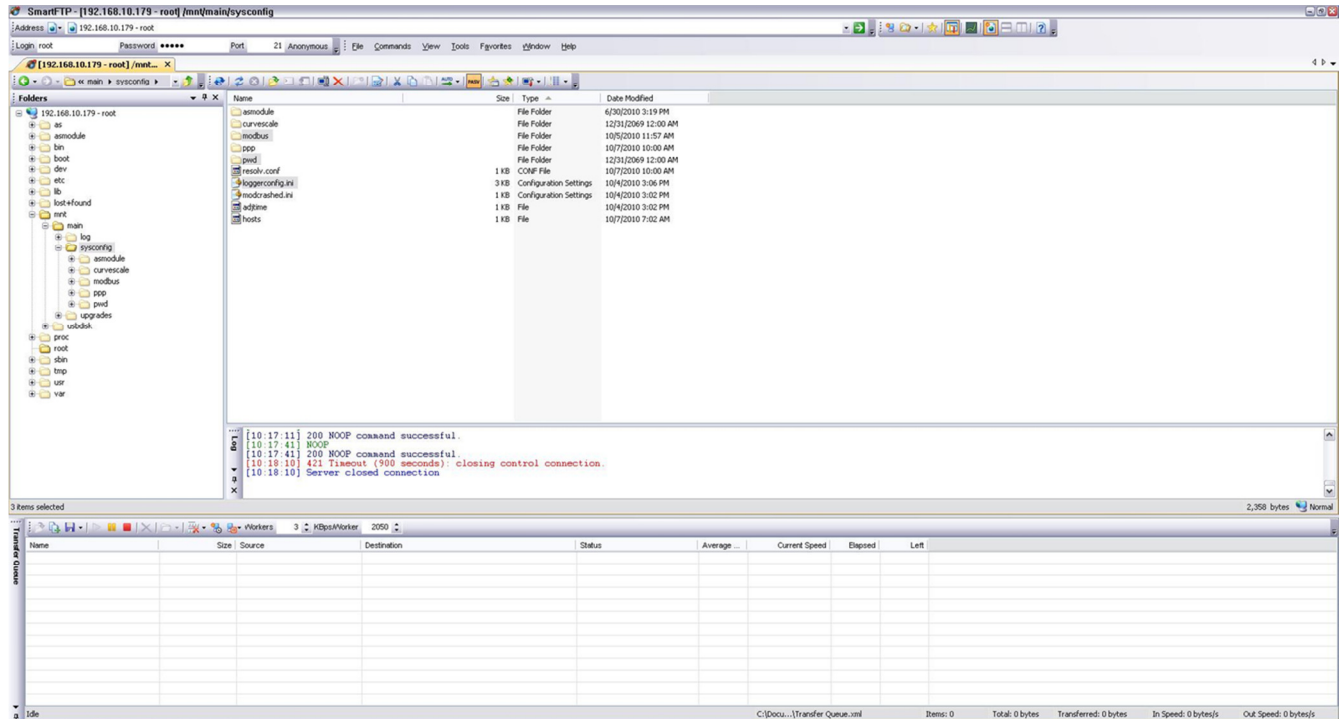 SmartFTP - [192.168.10.179 - root] /mnt/main/sysconfig
Address 192.168.10.179 - root
Login root Password ●●●●● Port 21 Anonymous File Commands View Tools Favorites Window Help
[192.168.10.179 - root] /mnt... X
« main sysconfig
Folders
192.168.10.179 - root
as
asmodule
bin
boot
dev
etc
lib
lost+found
mnt
main
log
sysconfig
asmodule
curvescale
modbus
ppp
pwd
upgrades
usbdisk
proc
root
sbin
tmp
usr
var
Name Size Type Date Modified
asmodule File Folder 6/30/2010 3:19 PM
curvescale File Folder 12/31/2069 12:00 AM
modbus File Folder 10/5/2010 11:57 AM
ppp File Folder 10/7/2010 10:00 AM
pwd File Folder 12/31/2069 12:00 AM
resolv.conf 1 KB CONF File 10/7/2010 10:00 AM
loggerconfig.ini 3 KB Configuration Settings 10/4/2010 3:06 PM
modcrashed.ini 1 KB Configuration Settings 10/4/2010 3:02 PM
adjtime 1 KB File 10/4/2010 3:02 PM
hosts 1 KB File 10/7/2010 7:02 AM
Log
[10:17:11] 200 NOOP command successful.
[10:17:41] NOOP
[10:17:41] 200 NOOP command successful.
[10:18:10] 421 Timeout (900 seconds): closing control connection.
[10:18:10] Server closed connection
3 items selected 2,358 bytes Normal
Transfer Queue
Workers 3 KBps/Worker 2050
Name Size Source Destination Status Average ... Current Speed Elapsed Left
Idle C:\Docu...\Transfer Queue.xml Items: 0 Total: 0 bytes Transferred: 0 bytes In Speed: 0 bytes/s Out Speed: 0 bytes/s